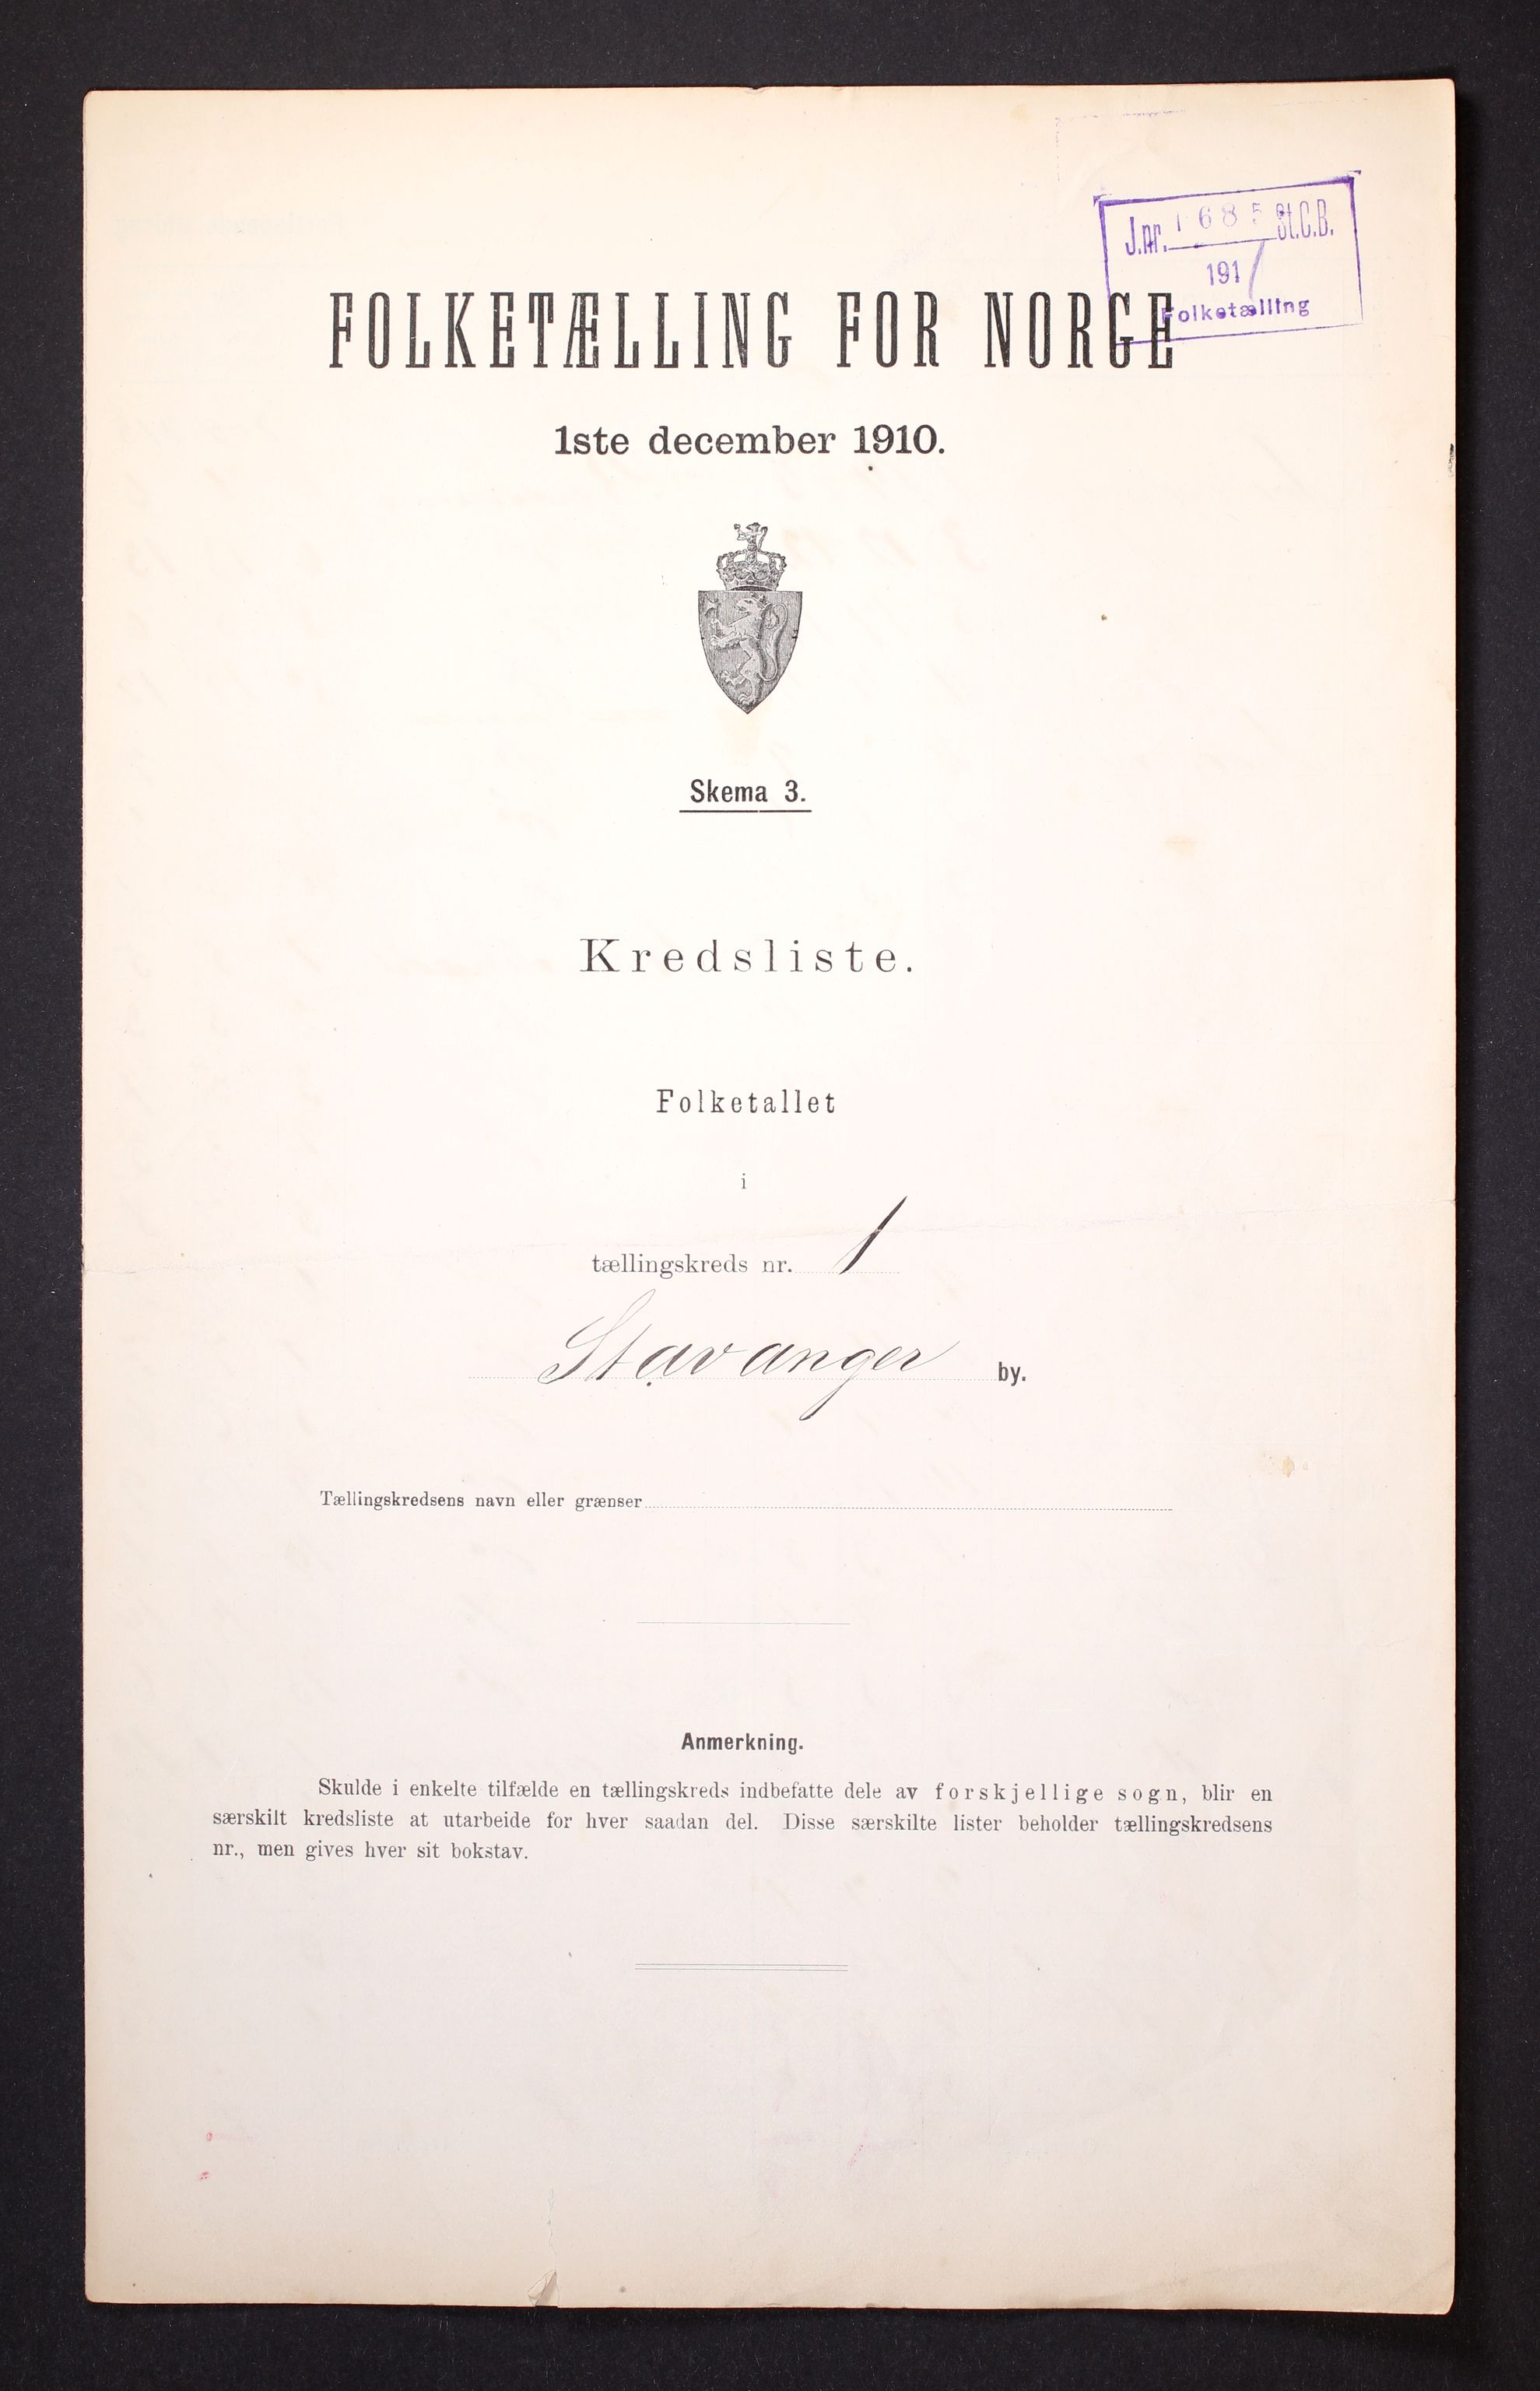 J.nr. 1685 St.C.B.
1911
Folketælling
FOLKETÆLLING FOR NORGE
1ste december 1910.
Skema 3.
Kredsliste.
Folketallet
i
tællingskreds nr. 1
Stavanger by.
Tællingskredsens navn eller grænser
Anmerkning.
Skulde i enkelte tilfælde en tællingskreds indbefatte dele av forskjellige sogn, blir en
særskilt kredsliste at utarbeide for hver saadan del. Disse særskilte lister beholder tællingskredsens
nr., men gives hver sit bokstav.